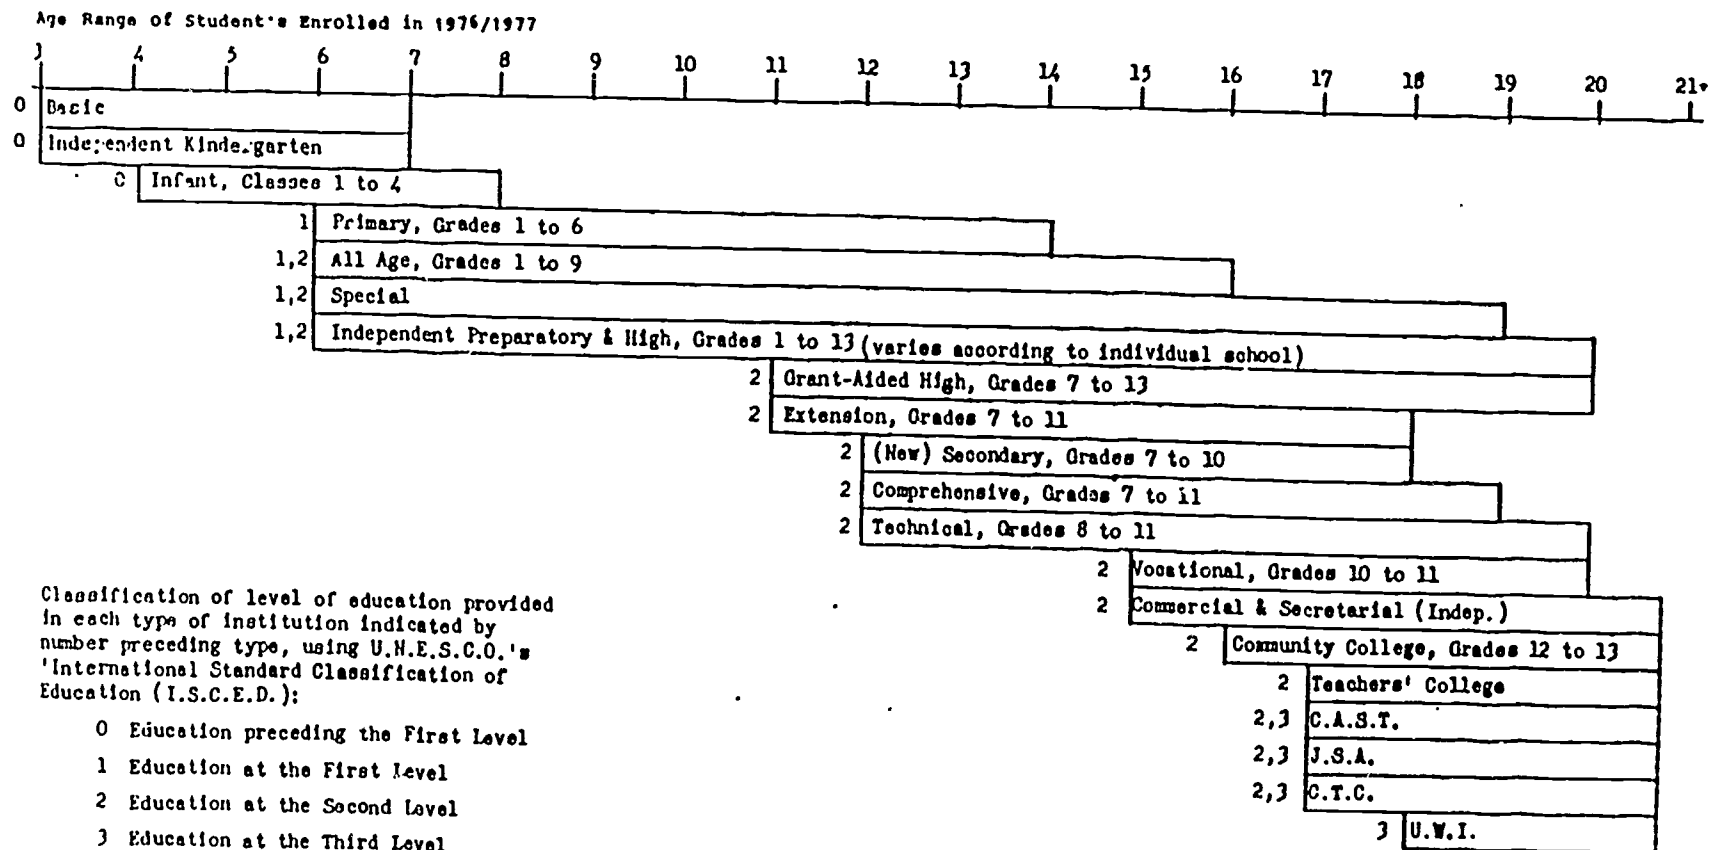 Age Range of Student's Enrolled in 1976/1977
3 4 5 6 7 8 9 10 11 12 13 14 15 16 17 18 19 20 21+
0 Basic
0 Independent Kindergarten
0 Infant, Classes 1 to 4
1 Primary, Grades 1 to 6
1,2 All Age, Grades 1 to 9
1,2 Special
1,2 Independent Preparatory & High, Grades 1 to 13 (varies according to individual school)
2 Grant-Aided High, Grades 7 to 13
2 Extension, Grades 7 to 11
2 (New) Secondary, Grades 7 to 10
2 Comprehensive, Grades 7 to 11
2 Technical, Grades 8 to 11
2 Vocational, Grades 10 to 11
2 Commercial & Secretarial (Indep.)
2 Community College, Grades 12 to 13
2 Teachers' College
2,3 C.A.S.T.
2,3 J.S.A.
2,3 C.T.C.
3 U.W.I.
Classification of level of education provided
in each type of institution indicated by
number preceding type, using U.N.E.S.C.O.'s
'International Standard Classification of
Education (I.S.C.E.D.):
0 Education preceding the First Level
1 Education at the First Level
2 Education at the Second Level
3 Education at the Third Level